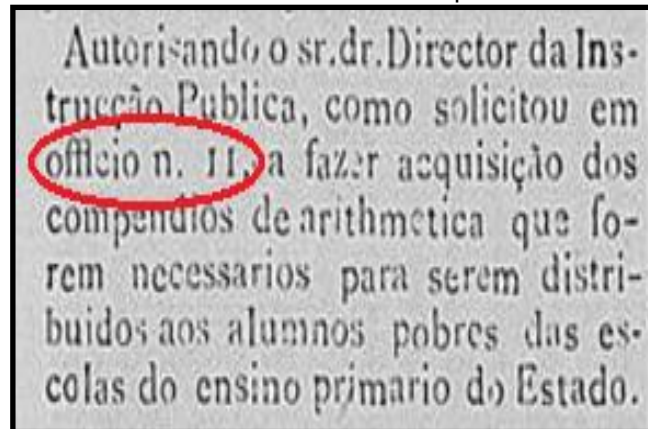 Autorisando o sr. dr. Director da Ins-
trucção Publica, como solicitou em
officio n. 11, a fazer acquisição dos
compendios de arithmetica que fo-
rem necessarios para serem distri-
buidos aos alumnos pobres das es-
colas do ensino primario do Estado.